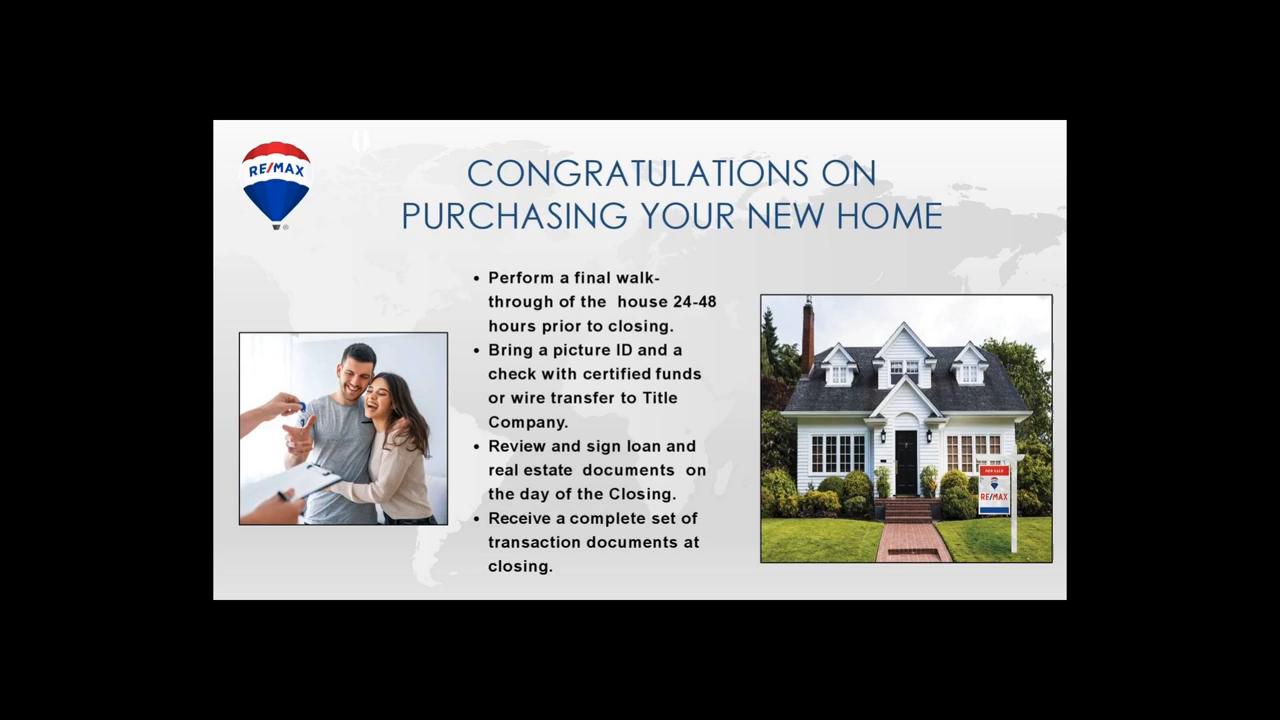 RE/MAX
CONGRATULATIONS ON
PURCHASING YOUR NEW HOME
• Perform a final walk-
through of the house 24-48
hours prior to closing.
• Bring a picture ID and a
check with certified funds
or wire transfer to Title
Company.
• Review and sign loan and
real estate documents on
the day of the Closing.
• Receive a complete set of
transaction documents at
closing.
FOR SALE
RE/MAX